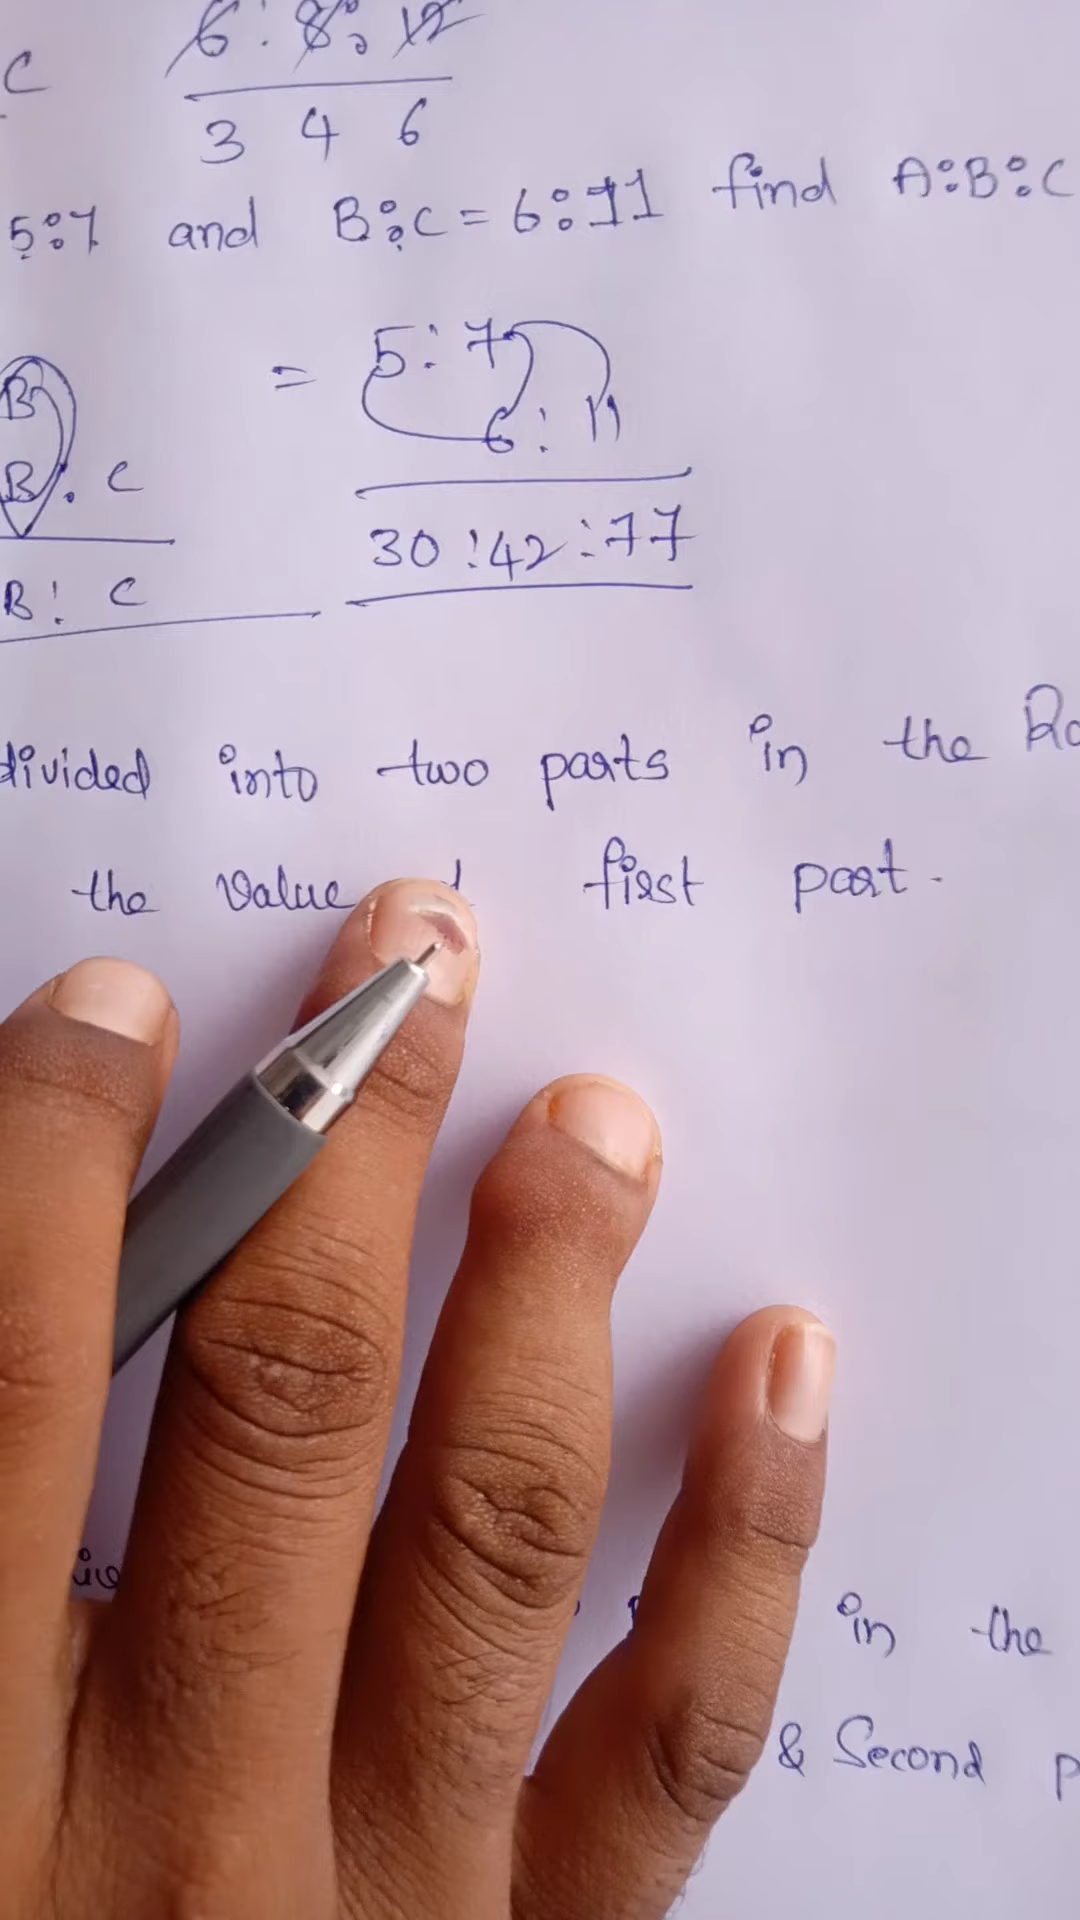 C 6 : 8 : 12
3 4 6
5:7 and B:C = 6:11 find A:B:C
B = 5 : 7
B : C 6 : 11
B : C 30 : 42 : 77
divided into two parts in the
the value first part.
in the
& Second